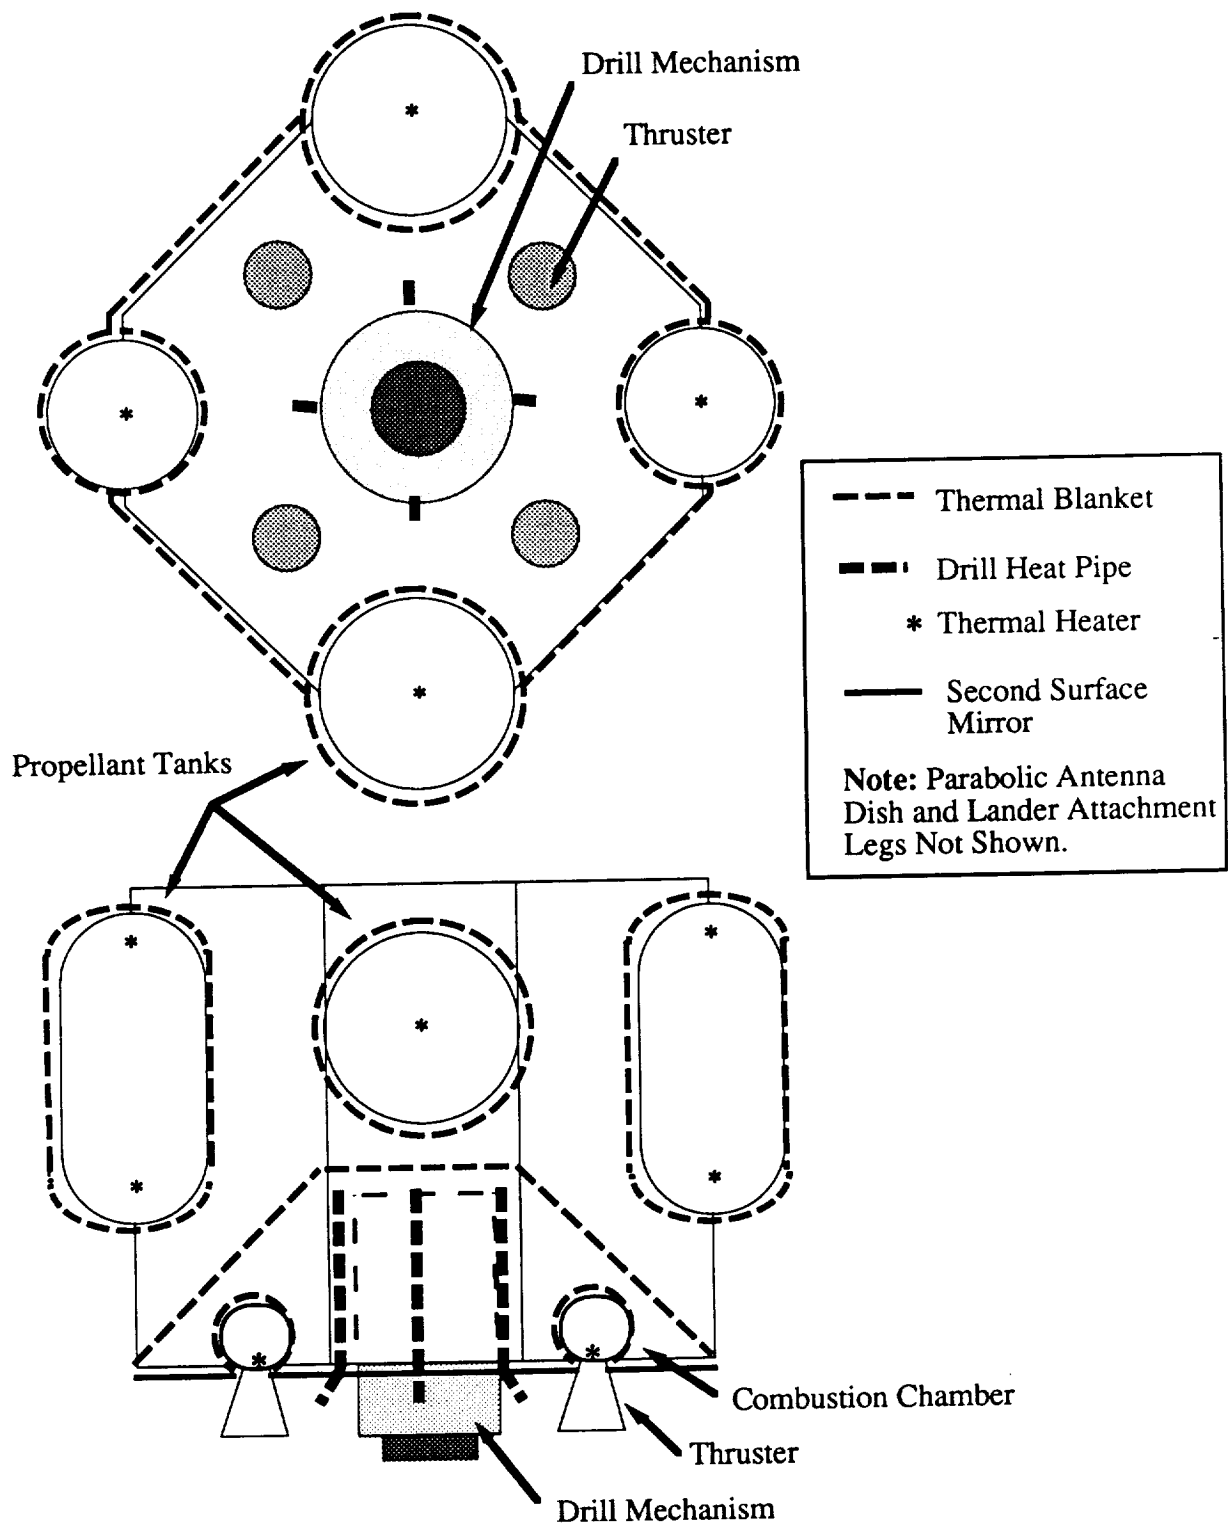 Drill Mechanism
Thruster
Thermal Blanket
Drill Heat Pipe
* Thermal Heater
Second Surface
Mirror
Note: Parabolic Antenna
Dish and Lander Attachment
Legs Not Shown.
Propellant Tanks
Combustion Chamber
Thruster
Drill Mechanism